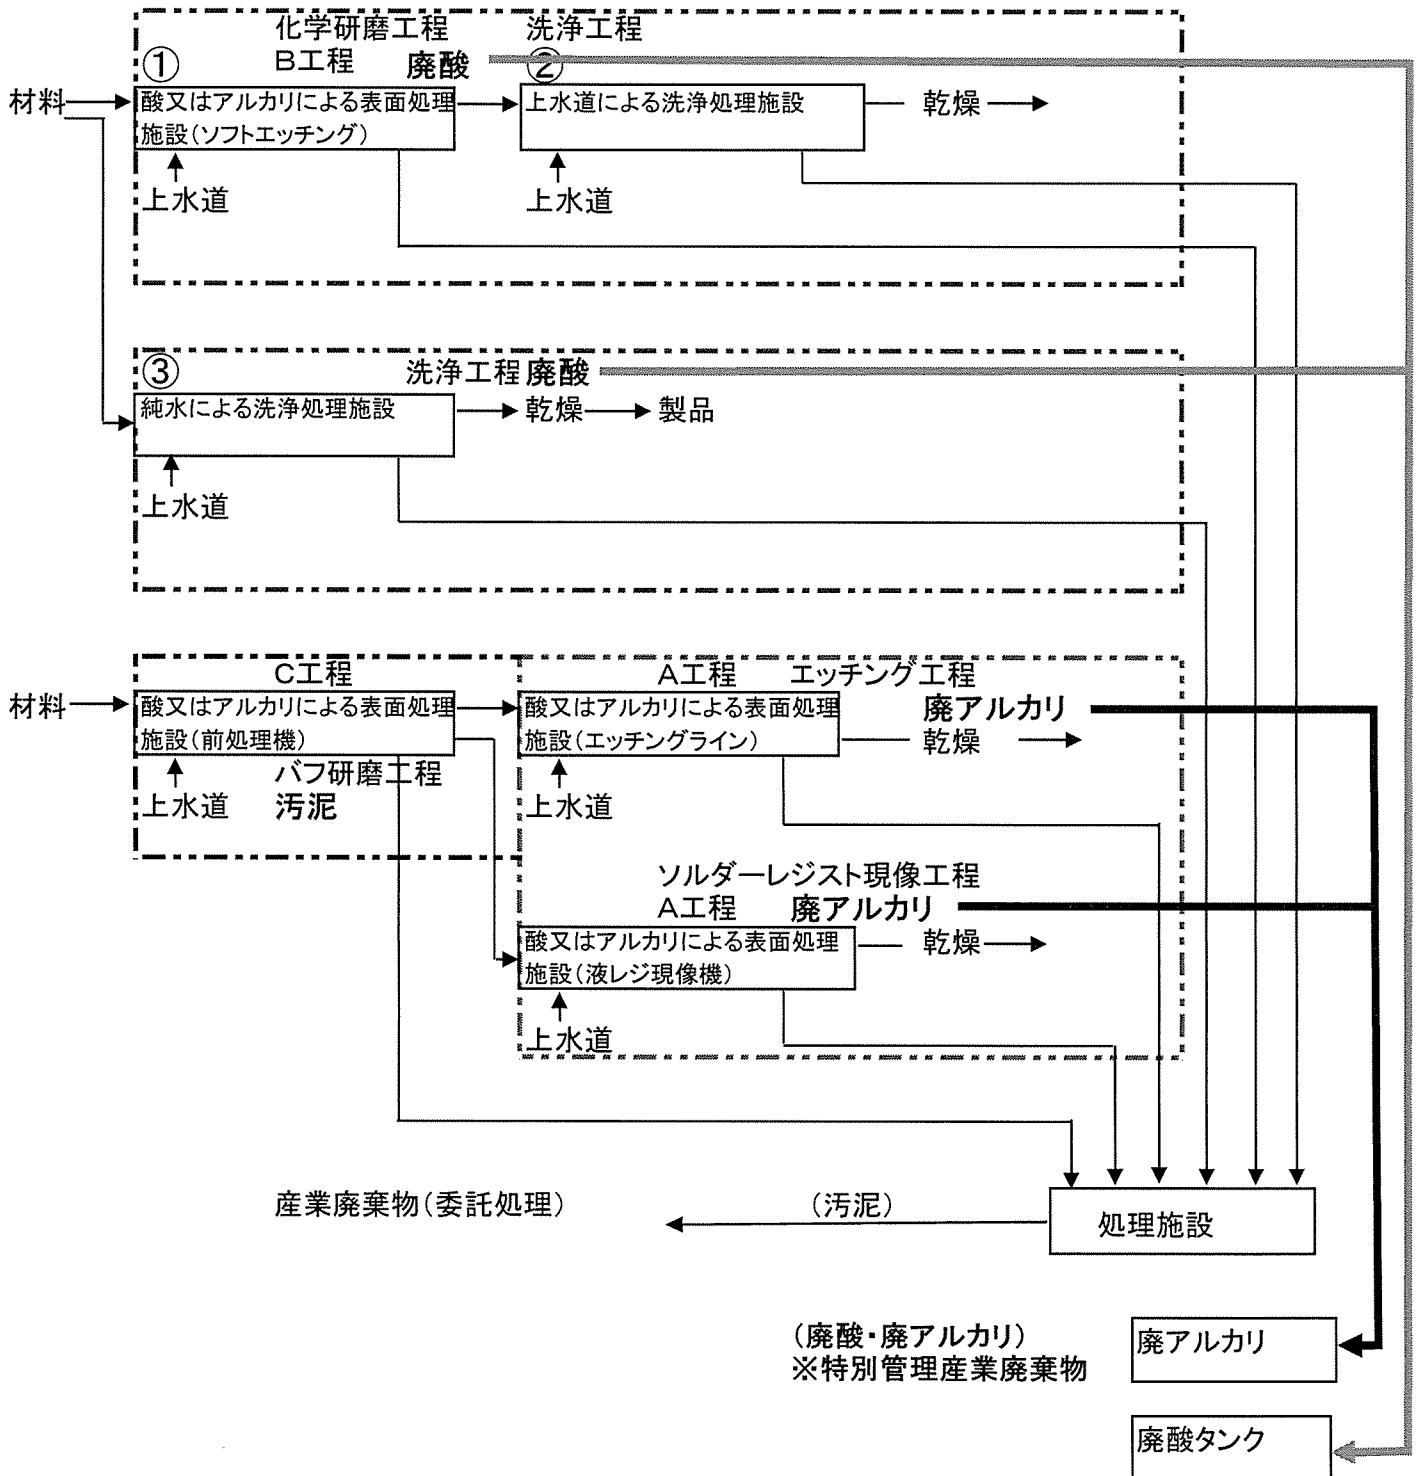 化学研磨工程 洗浄工程
① B工程 廃酸 ②
材料 酸又はアルカリによる表面処理 上水道による洗浄処理施設 乾燥
施設(ソフトエッチング)
上水道 上水道
③ 洗浄工程 廃酸
純水による洗浄処理施設 乾燥 製品
上水道
C工程 A工程 エッチング工程
材料 酸又はアルカリによる表面処理 酸又はアルカリによる表面処理 廃アルカリ
施設(前処理機) 施設(エッチングライン) 乾燥
バフ研磨工程
上水道 汚泥 上水道
ソルダーレジスト現像工程
A工程 廃アルカリ
酸又はアルカリによる表面処理 乾燥
施設(液レジ現像機)
上水道
産業廃棄物(委託処理) (汚泥) 処理施設
(廃酸・廃アルカリ) 廃アルカリ
※特別管理産業廃棄物
廃酸タンク